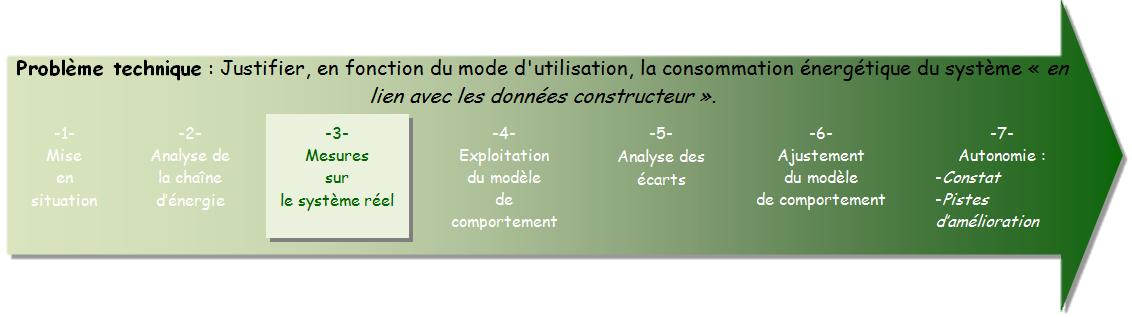 Problème technique : Justifier, en fonction du mode d'utilisation, la consommation énergétique du système « en
lien avec les données constructeur ».
-1-
Mise
en
situation
-2-
Analyse de
la chaîne
d'énergie
-3-
Mesures
sur
le système réel
-4-
Exploitation
du modèle
de
comportement
-5-
Analyse des
écarts
-6-
Ajustement
du modèle
de comportement
-7-
Autonomie :
-Constat
-Pistes
d'amélioration